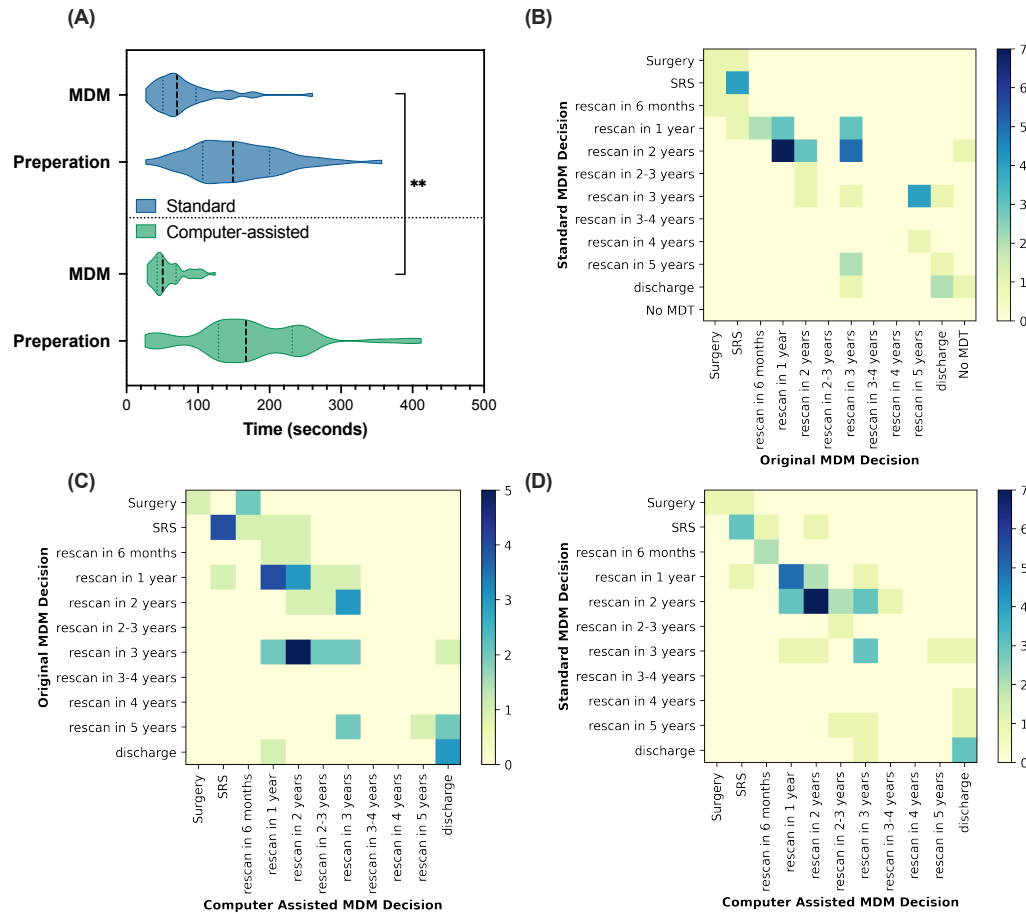 (A)
MDM
Preperation
**
Standard
Computer-assisted
MDM
Preperation
0 100 200 300 400 500
Time (seconds)
(B)
Standard MDM Decision
Surgery
SRS
rescan in 6 months
rescan in 1 year
rescan in 2 years
rescan in 2-3 years
rescan in 3 years
rescan in 3-4 years
rescan in 4 years
rescan in 5 years
discharge
No MDT
Surgery
SRS
rescan in 6 months
rescan in 1 year
rescan in 2 years
rescan in 2-3 years
rescan in 3 years
rescan in 3-4 years
rescan in 4 years
rescan in 5 years
discharge
No MDT
Original MDM Decision
7
6
5
4
3
2
1
0
(C)
Original MDM Decision
Surgery
SRS
rescan in 6 months
rescan in 1 year
rescan in 2 years
rescan in 2-3 years
rescan in 3 years
rescan in 3-4 years
rescan in 4 years
rescan in 5 years
discharge
Surgery
SRS
rescan in 6 months
rescan in 1 year
rescan in 2 years
rescan in 2-3 years
rescan in 3 years
rescan in 3-4 years
rescan in 4 years
rescan in 5 years
discharge
Computer Assisted MDM Decision
5
4
3
2
1
0
(D)
Standard MDM Decision
Surgery
SRS
rescan in 6 months
rescan in 1 year
rescan in 2 years
rescan in 2-3 years
rescan in 3 years
rescan in 3-4 years
rescan in 4 years
rescan in 5 years
discharge
Surgery
SRS
rescan in 6 months
rescan in 1 year
rescan in 2 years
rescan in 2-3 years
rescan in 3 years
rescan in 3-4 years
rescan in 4 years
rescan in 5 years
discharge
Computer Assisted MDM Decision
7
6
5
4
3
2
1
0